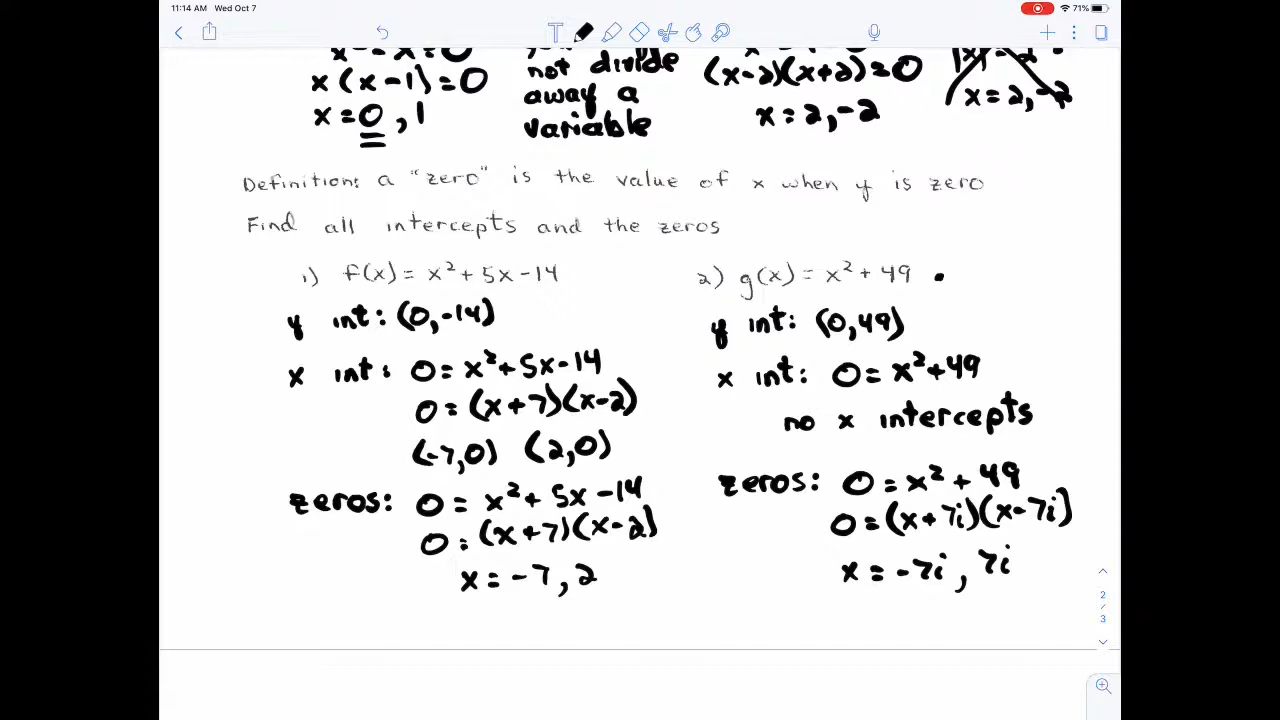 11:14 AM Wed Oct 7
71%
x(x-1)=0
x=0,1
not divide
away a
variable
(x-2)(x+2)=0
x=2,-2
x=2,-2
Definition: a "zero" is the value of x when y is zero
Find all intercepts and the zeros
1) f(x)= x²+5x-14
y int: (0,-14)
x int: 0=x²+5x-14
0=(x+7)(x-2)
(-7,0) (2,0)
zeros: 0= x²+5x-14
0=(x+7)(x-2)
x=-7,2
2) g(x)= x²+49
y int: (0,49)
x int: 0=x²+49
no x intercepts
zeros: 0=x²+49
0=(x+7i)(x-7i)
x=-7i, 7i
2
/
3